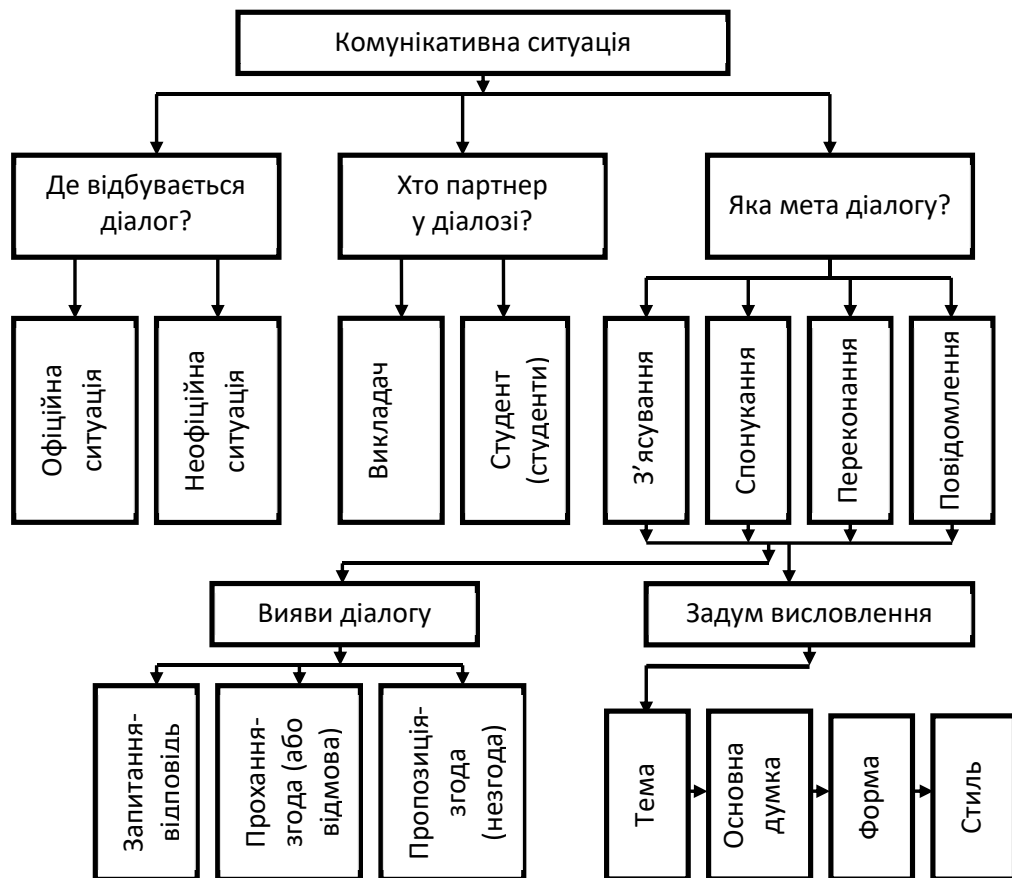 Комунікативна ситуація
Де відбувається
діалог?
Хто партнер
у діалозі?
Яка мета діалогу?
Офіційна
ситуація
Неофіційна
ситуація
Викладач
Студент
(студенти)
З’ясування
Спонукання
Переконання
Повідомлення
Вияви діалогу
Задум висловлення
Запитання-
відповідь
Прохання-
згода (або
відмова)
Пропозиція-
згода
(незгода)
Тема
Основна
думка
Форма
Стиль